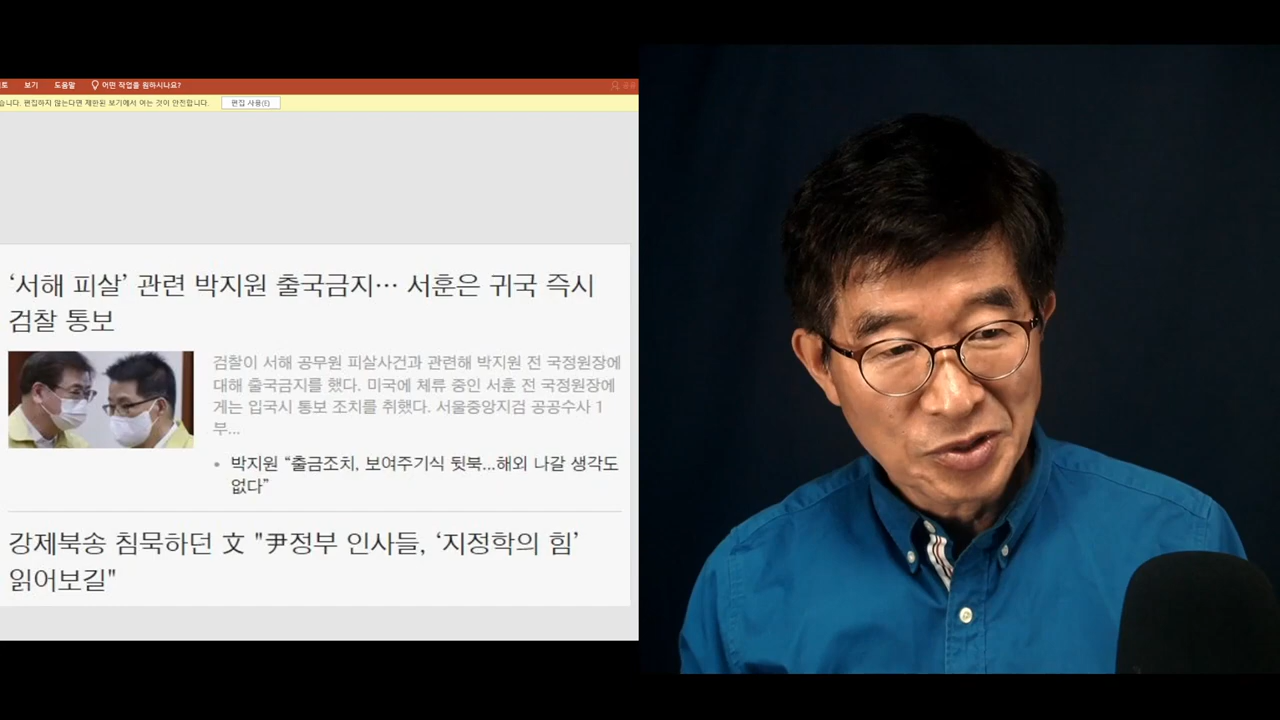 토 보기 도움말 어떤 작업을 원하시나요? 공유
습니다. 편집하지 않는다면 제한된 보기에서 여는 것이 안전합니다. 편집 사용(E)
‘서해 피살’ 관련 박지원 출국금지… 서훈은 귀국 즉시
검찰 통보
검찰이 서해 공무원 피살사건과 관련해 박지원 전 국정원장에
대해 출국금지를 했다. 미국에 체류 중인 서훈 전 국정원장에
게는 입국시 통보 조치를 취했다. 서울중앙지검 공공수사 1
부...
• 박지원 “출금조치, 보여주기식 뒷북...해외 나갈 생각도
없다”
강제북송 침묵하던 文 "尹정부 인사들, ‘지정학의 힘’
읽어보길"